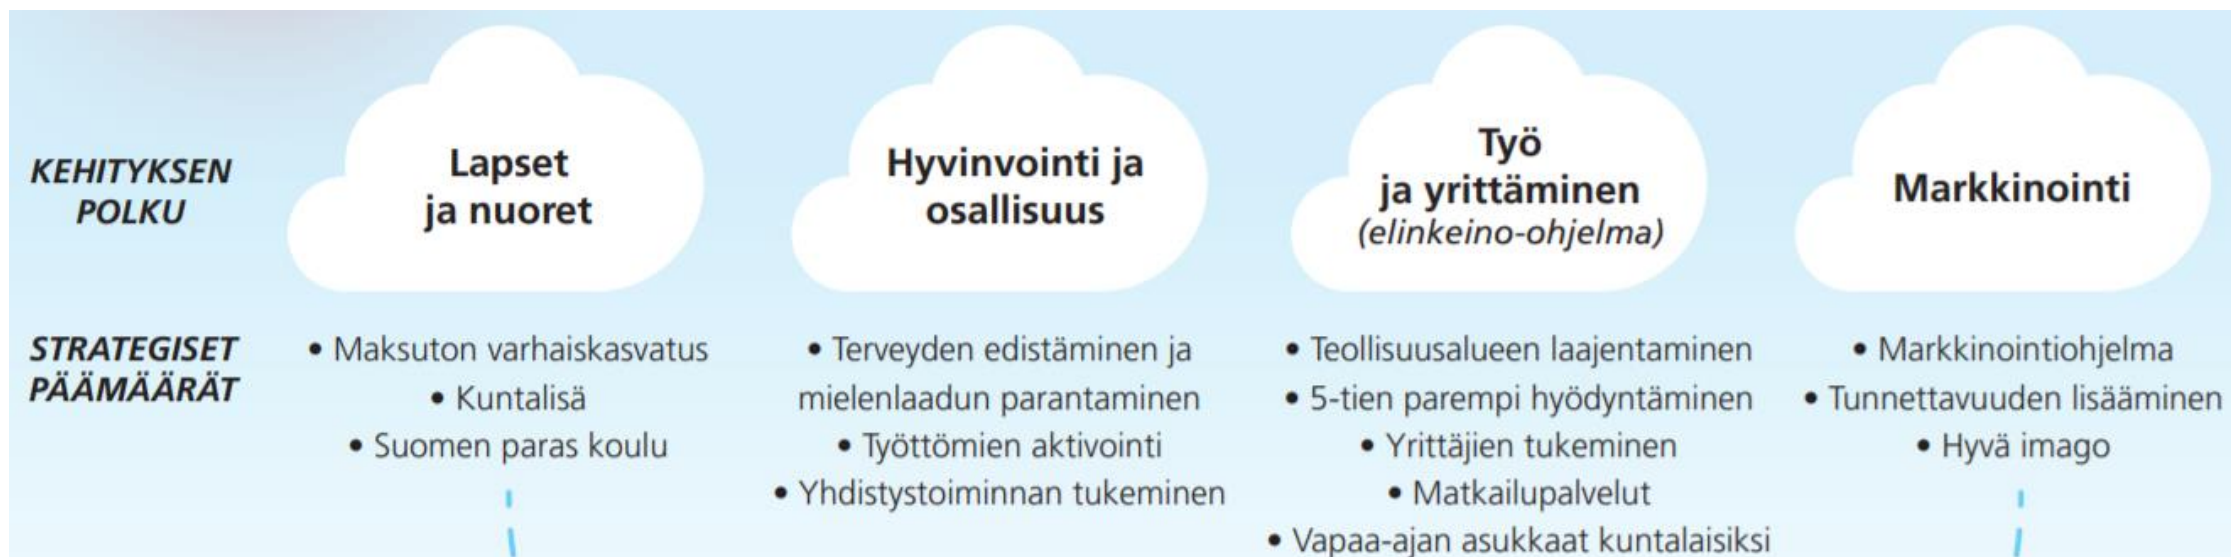 KEHITYKSEN
POLKU
Lapset
ja nuoret
Hyvinvointi ja
osallisuus
Työ
ja yrittäminen
(elinkeino-ohjelma)
Markkinointi
STRATEGISET
PÄÄMÄÄRÄT
• Maksuton varhaiskasvatus
• Kuntalisä
• Suomen paras koulu
• Terveyden edistäminen ja
mielenlaadun parantaminen
• Työttömien aktivointi
• Yhdistystoiminnan tukeminen
• Teollisuusalueen laajentaminen
• 5-tien parempi hyödyntäminen
• Yrittäjien tukeminen
• Matkailupalvelut
• Vapaa-ajan asukkaat kuntalaisiksi
• Markkinointiohjelma
• Tunnettavuuden lisääminen
• Hyvä imago